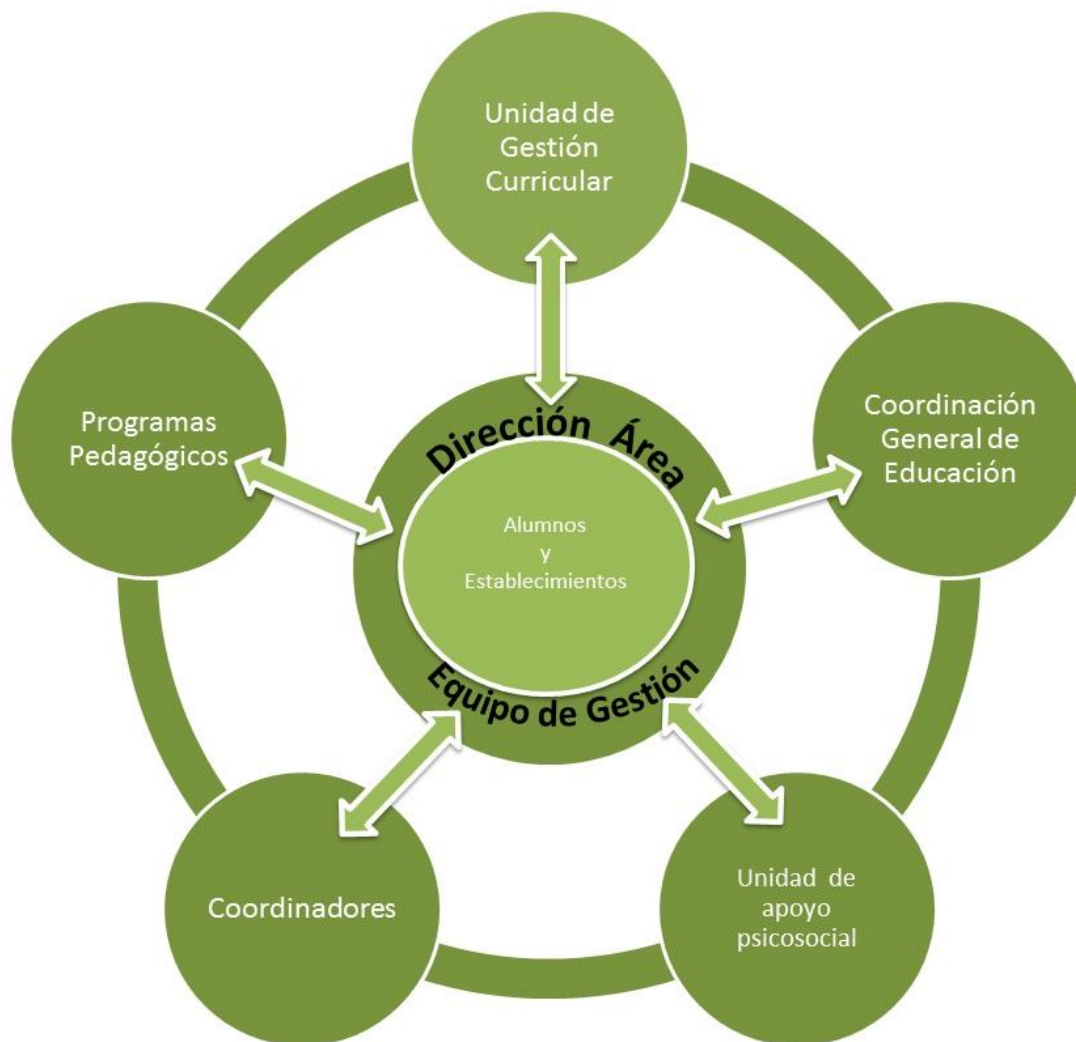 Unidad de
Gestión
Curricular
Programas
Pedagógicos
Coordinación
General de
Educación
Dirección Área
Alumnos
y
Establecimientos
Equipo de Gestión
Coordinadores
Unidad de
apoyo
psicosocial